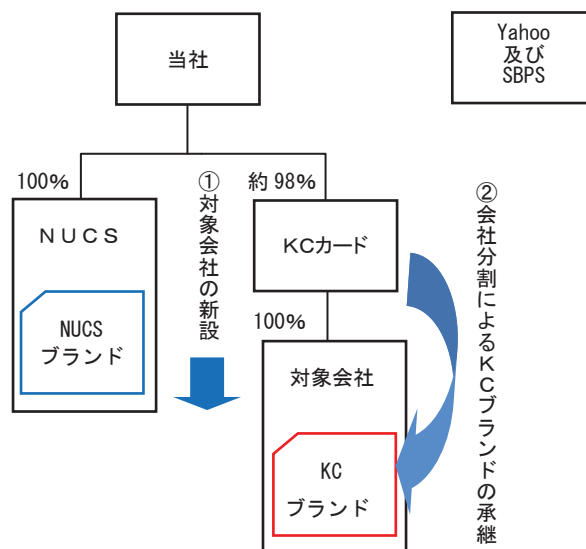 当社
Yahoo
及び
SBPS
100%
①対象会社の新設
約 98%
②会社分割によるKCブランドの承継
NUCS
KCカード
NUCS
ブランド
100%
対象会社
KC
ブランド